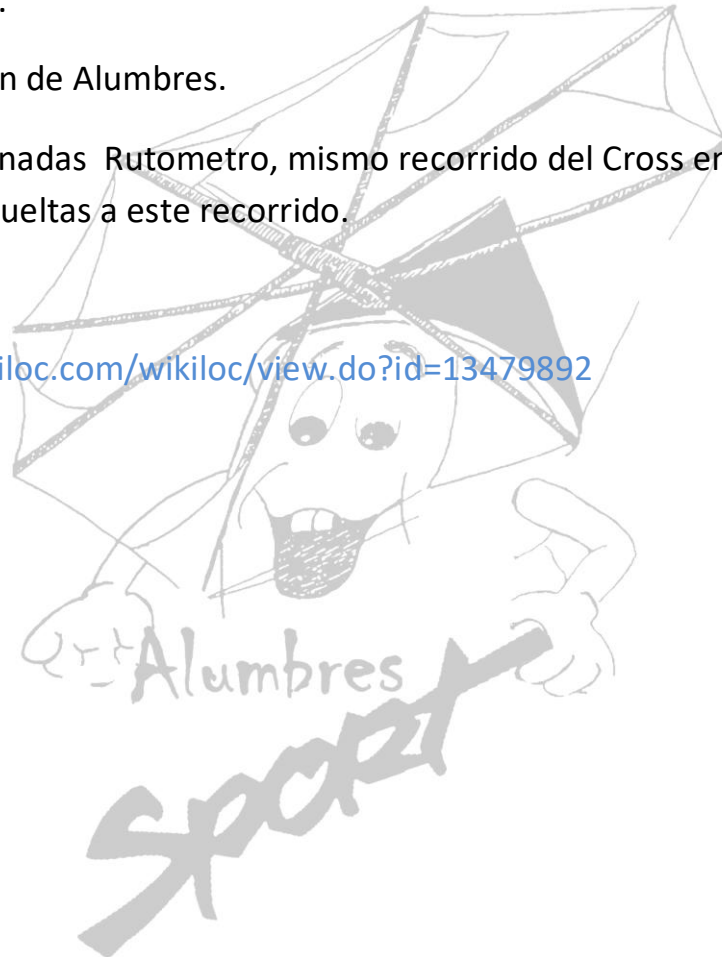 .
n de Alumbres.
nadas Rutometro, mismo recorrido del Cross en
ueltas a este recorrido.
iloc.com/wikiloc/view.do?id=13479892
Alumbres
Sport